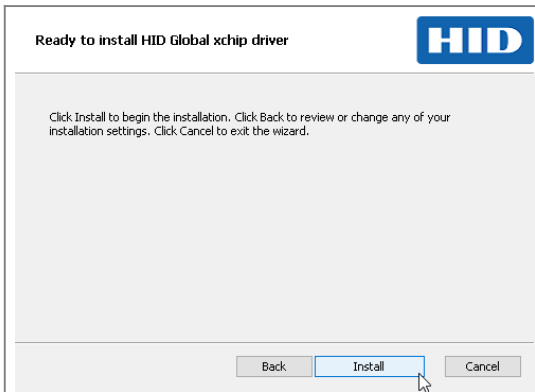 Ready to install HID Global xchip driver
HID
Click Install to begin the installation. Click Back to review or change any of your
installation settings. Click Cancel to exit the wizard.
Back
Install
Cancel